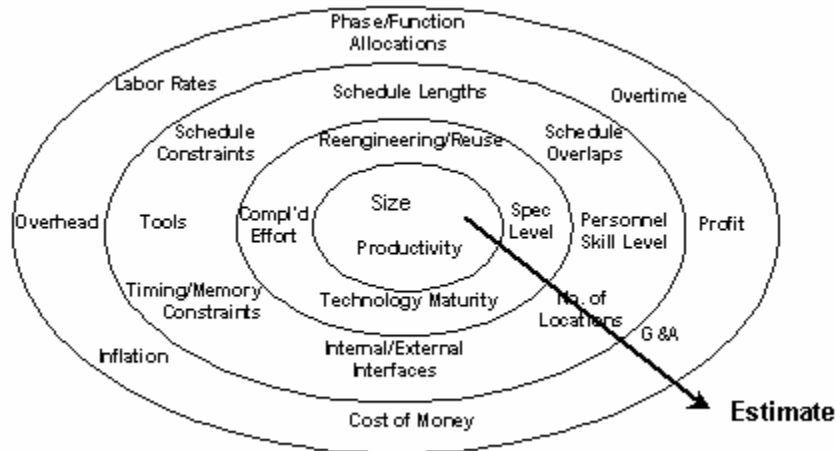 Phase/Function
Allocations
Labor Rates
Schedule Lengths
Overtime
Schedule
Constraints
Reengineering/Reuse
Schedule
Overlaps
Size
Overhead
Tools
Compl'd
Effort
Spec
Level
Personnel
Skill Level
Profit
Productivity
Timing/Memory
Constraints
Technology Maturity
No. of
Locations
Internal/External
Interfaces
G &A
Inflation
Cost of Money
Estimate